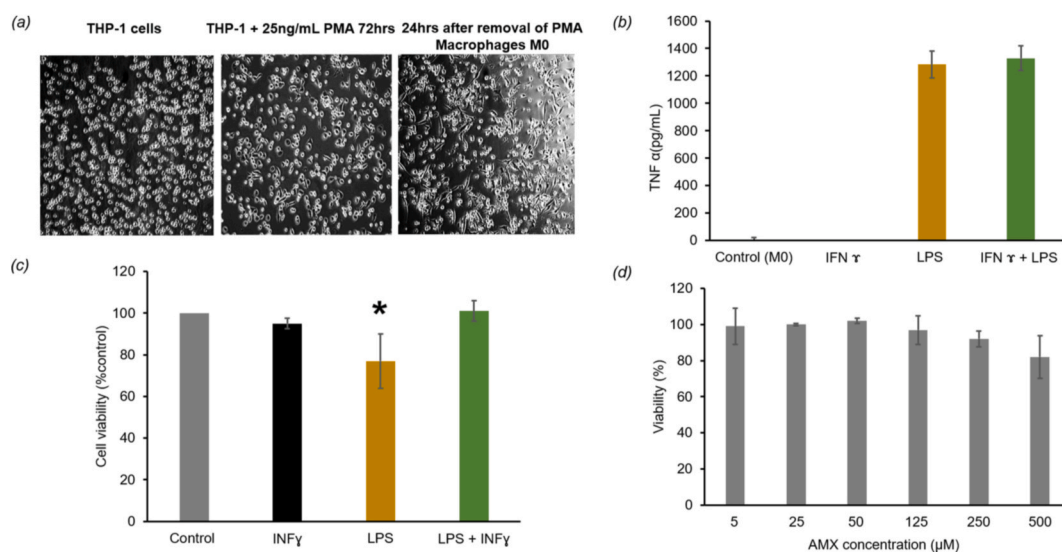 (a)
THP-1 cells
THP-1 + 25ng/mL PMA 72hrs
24hrs after removal of PMA
Macrophages M0
(b)
TNF α(pg/mL)
1600
1400
1200
1000
800
600
400
200
0
Control (M0)
IFN ϒ
LPS
IFN ϒ + LPS
(c)
Cell viability (%control)
120
100
80
60
40
20
0
*
Control
INFɣ
LPS
LPS + INFɣ
(d)
Viability (%)
120
100
80
60
40
20
0
5
25
50
125
250
500
AMX concentration (µM)